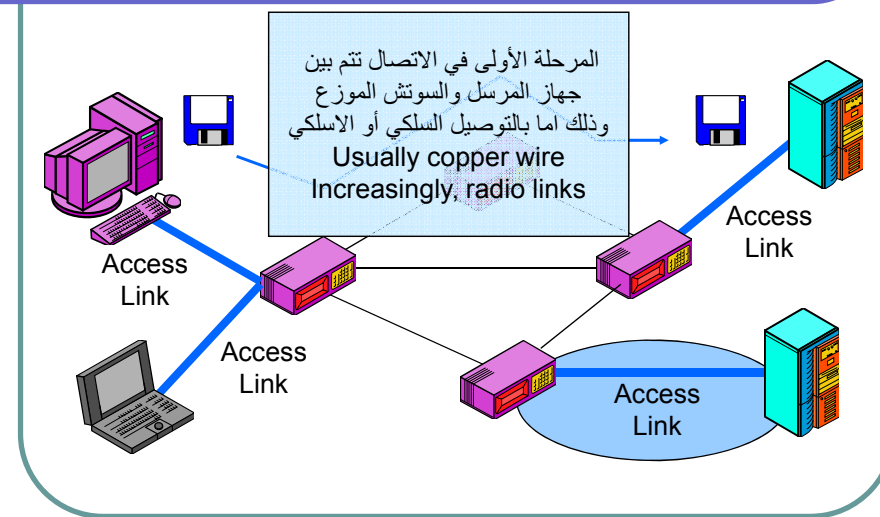 المرحلة الأولى في الاتصال تتم بين
جهاز المرسل والسوتش الموزع
وذلك اما بالتوصيل السلكي أو الاسلكي
Usually copper wire
Increasingly, radio links
Access
Link
Access
Link
Access
Link
Access
Link